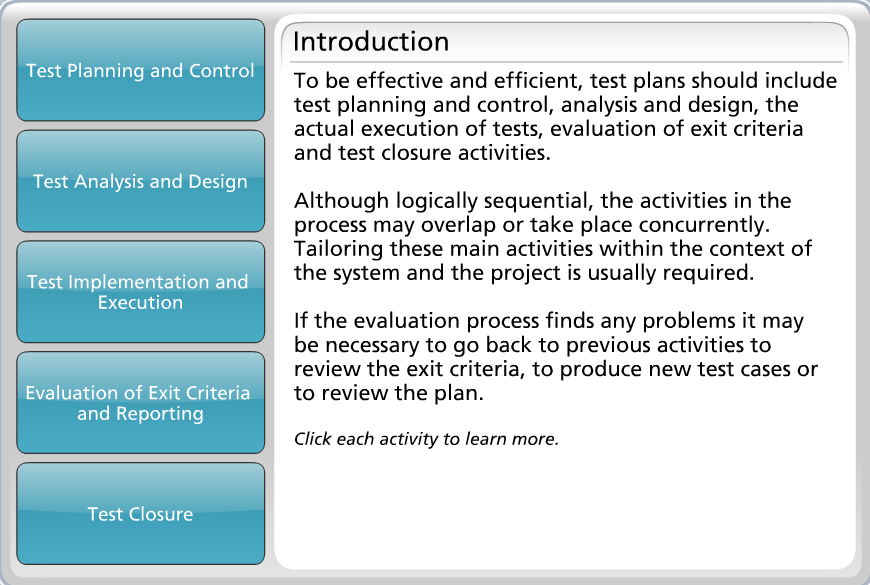 Test Planning and Control
Test Analysis and Design
Test Implementation and
Execution
Evaluation of Exit Criteria
and Reporting
Test Closure
Introduction
To be effective and efficient, test plans should include
test planning and control, analysis and design, the
actual execution of tests, evaluation of exit criteria
and test closure activities.
Although logically sequential, the activities in the
process may overlap or take place concurrently.
Tailoring these main activities within the context of
the system and the project is usually required.
If the evaluation process finds any problems it may
be necessary to go back to previous activities to
review the exit criteria, to produce new test cases or
to review the plan.
Click each activity to learn more.